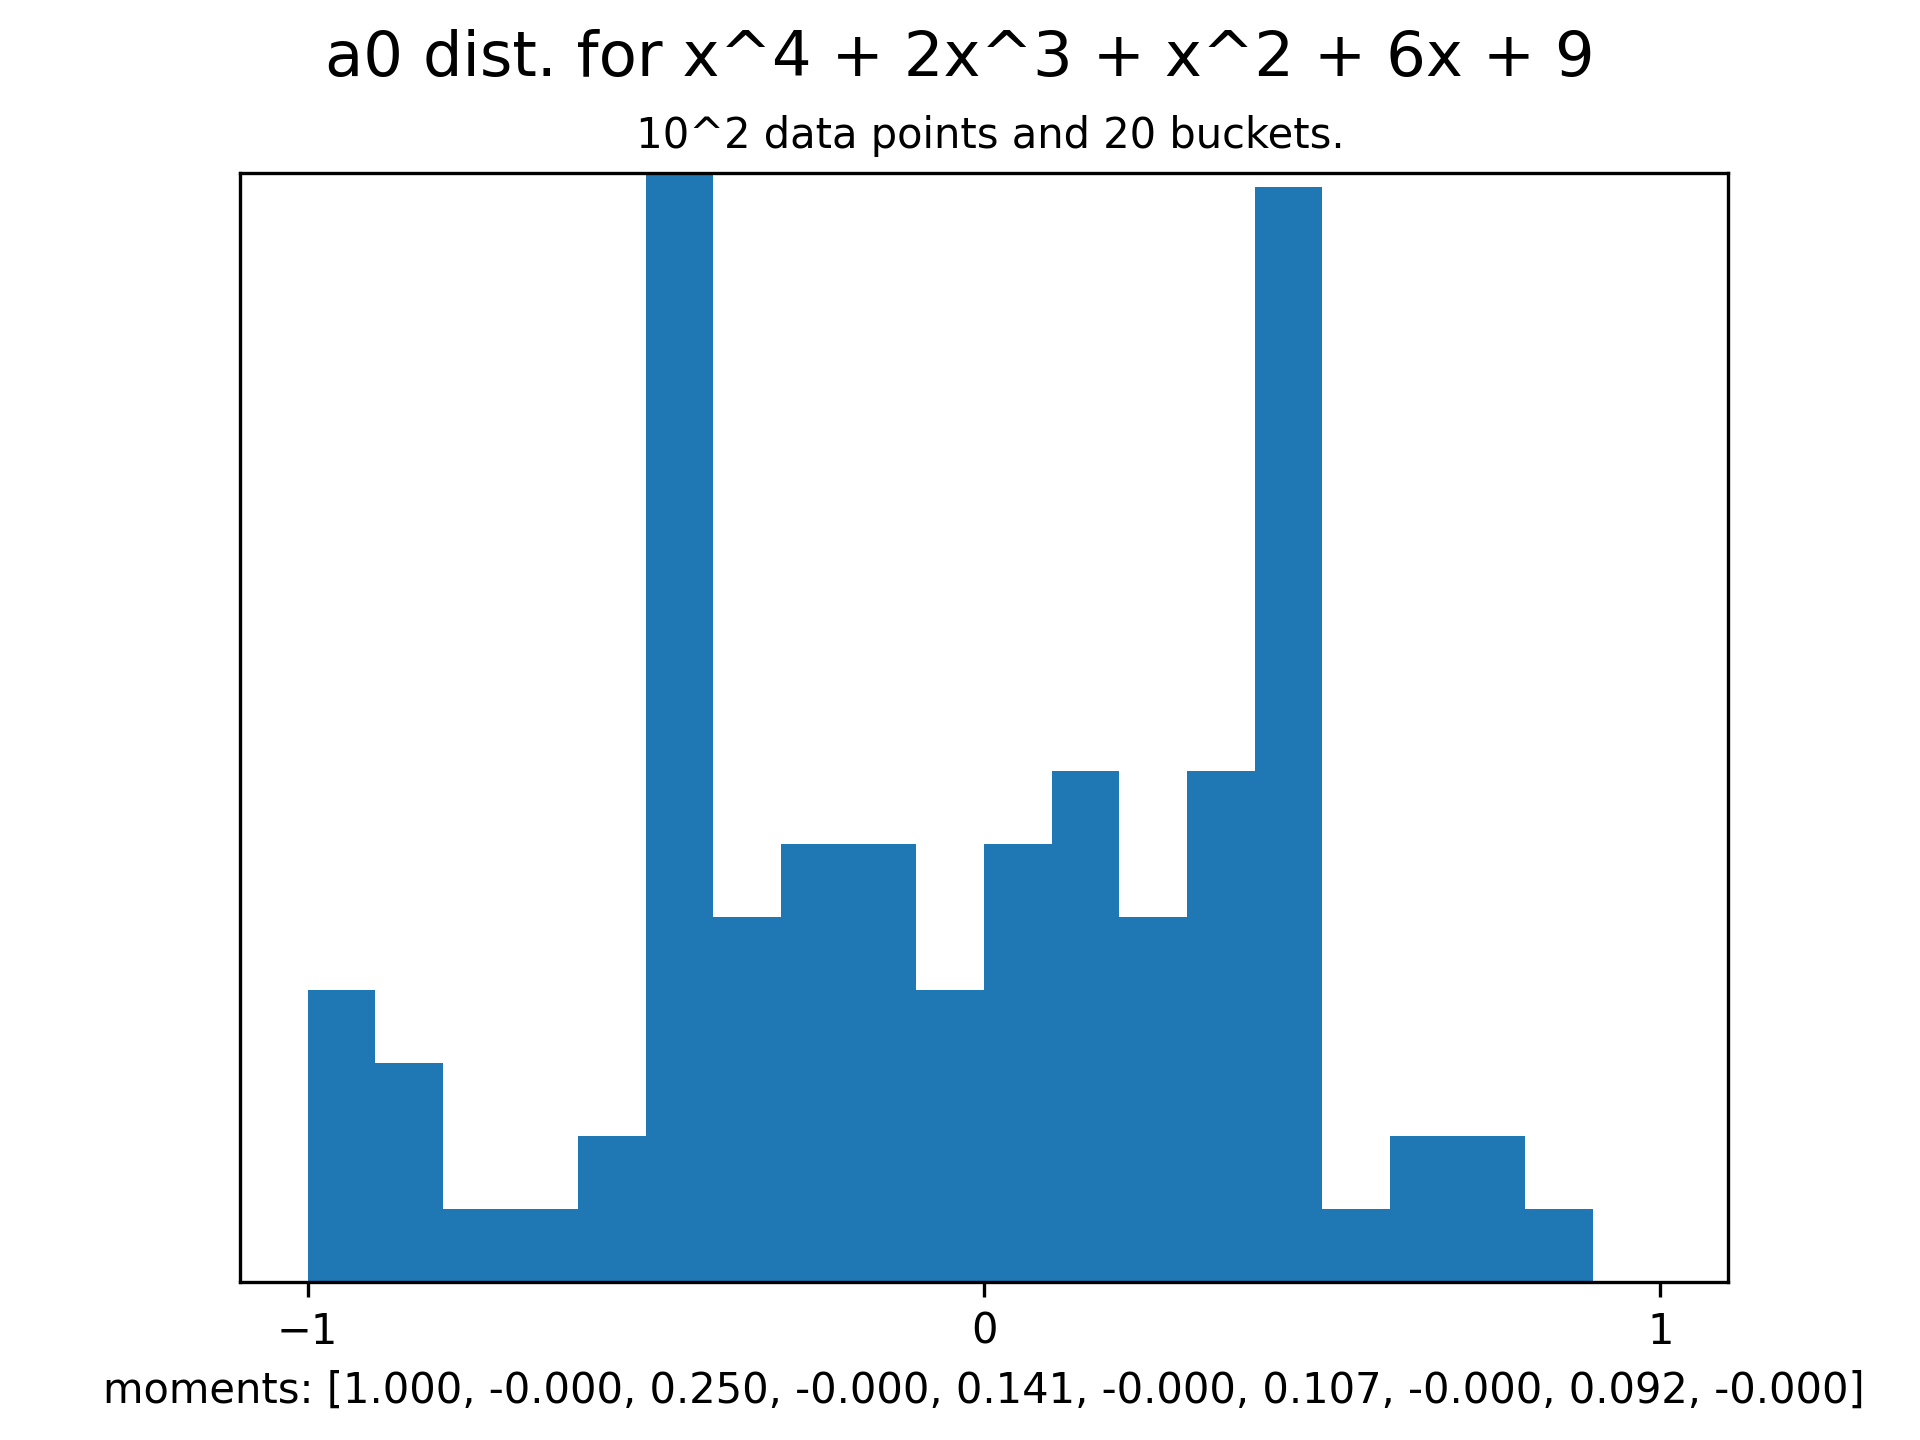 a0 dist. for x^4 + 2x^3 + x^2 + 6x + 9
10^2 data points and 20 buckets.
−1 0 1
moments: [1.000, -0.000, 0.250, -0.000, 0.141, -0.000, 0.107, -0.000, 0.092, -0.000]